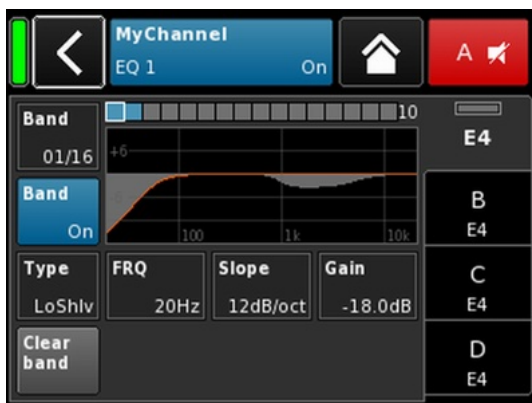 MyChannel
EQ 1 On
A
Band
01/16
10
E4
+6
100 1k 10k
Band
On
B
E4
Type
LoShlv
FRQ
20Hz
Slope
12dB/oct
Gain
-18.0dB
C
E4
Clear
band
D
E4